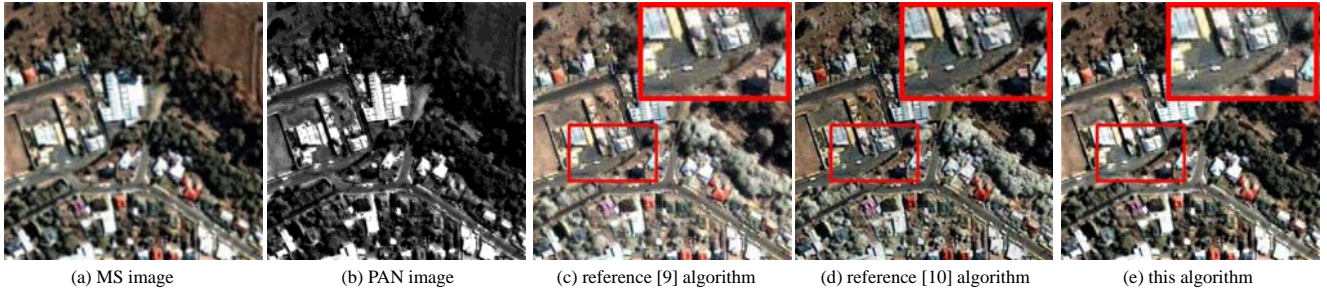 (a) MS image
(b) PAN image
(c) reference [9] algorithm
(d) reference [10] algorithm
(e) this algorithm